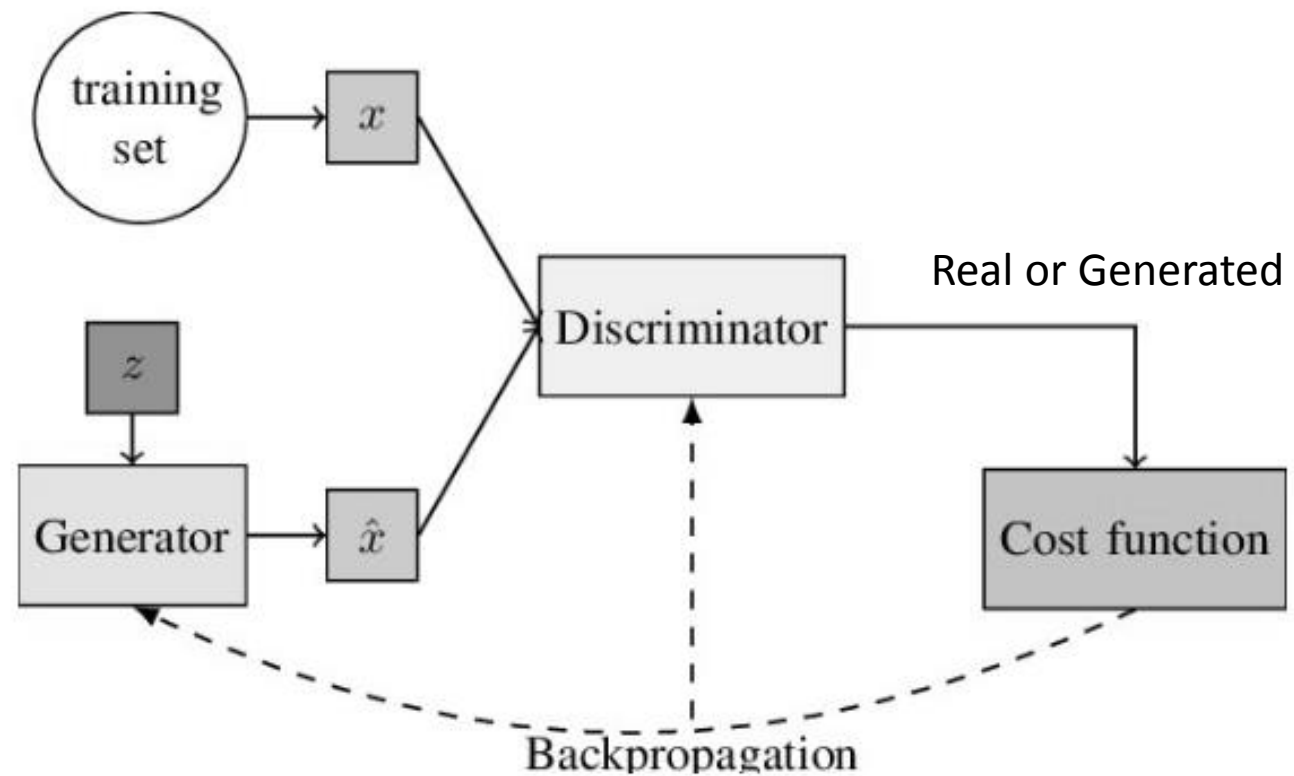 training
set
x
Real or Generated
Discriminator
z
Generator
x̂
Cost function
Backpropagation